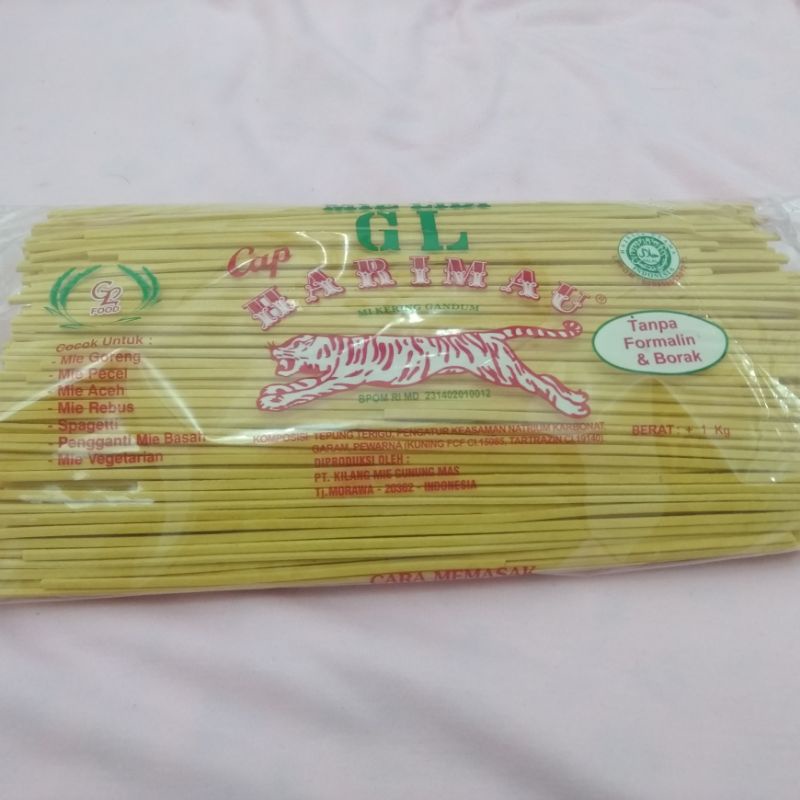 MIE LIDI
GL
Cap
HARIMAU®
MI KERING GANDUM
GL
FOOD
Cocok Untuk :
- Mie Goreng
- Mie Pecel
- Mie Aceh
- Mie Rebus
- Spagetti
- Pengganti Mie Basah
- Mie Vegetarian
INDONESIA
Tanpa
Formalin
& Borak
BPOM RI MD 231402010012
KOMPOSISI : TEPUNG TERIGU, PENGATUR KEASAMAN NATRIUM KARBONAT,
GARAM, PEWARNA (KUNING FCF CI.15985, TARTRAZIN CI.19140)
DIPRODUKSI OLEH :
PT. KILANG MIE GUNUNG MAS
Tj.MORAWA - 20362 - INDONESIA
BERAT : ± 1 Kg
CARA MEMASAK